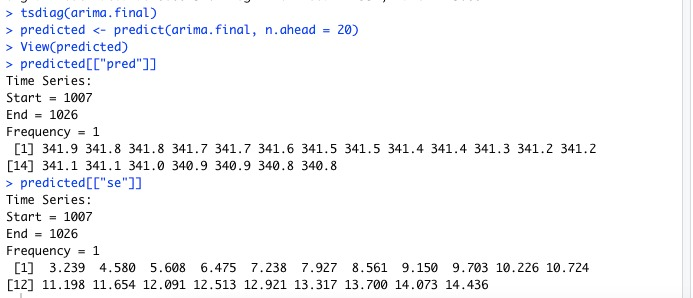 > tsdiag(arima.final)
> predicted <- predict(arima.final, n.ahead = 20)
> View(predicted)
> predicted[["pred"]]
Time Series:
Start = 1007
End = 1026
Frequency = 1
 [1] 341.9 341.8 341.8 341.7 341.7 341.6 341.5 341.5 341.4 341.4 341.3 341.2 341.2
[14] 341.1 341.1 341.0 340.9 340.9 340.8 340.8
> predicted[["se"]]
Time Series:
Start = 1007
End = 1026
Frequency = 1
 [1]  3.239  4.580  5.608  6.475  7.238  7.927  8.561  9.150  9.703 10.226 10.724
[12] 11.198 11.654 12.091 12.513 12.921 13.317 13.700 14.073 14.436